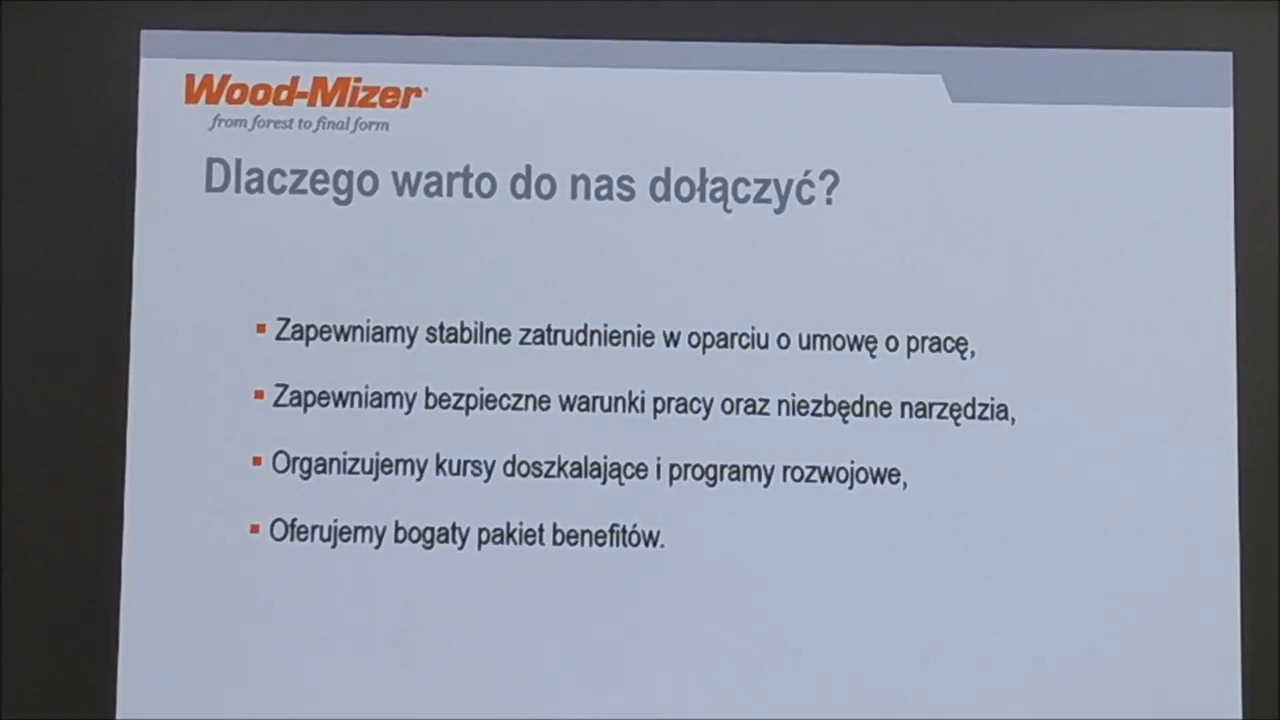 Wood-Mizer
from forest to final form
Dlaczego warto do nas dołączyć?
▪ Zapewniamy stabilne zatrudnienie w oparciu o umowę o pracę,
▪ Zapewniamy bezpieczne warunki pracy oraz niezbędne narzędzia,
▪ Organizujemy kursy doszkalające i programy rozwojowe,
▪ Oferujemy bogaty pakiet benefitów.